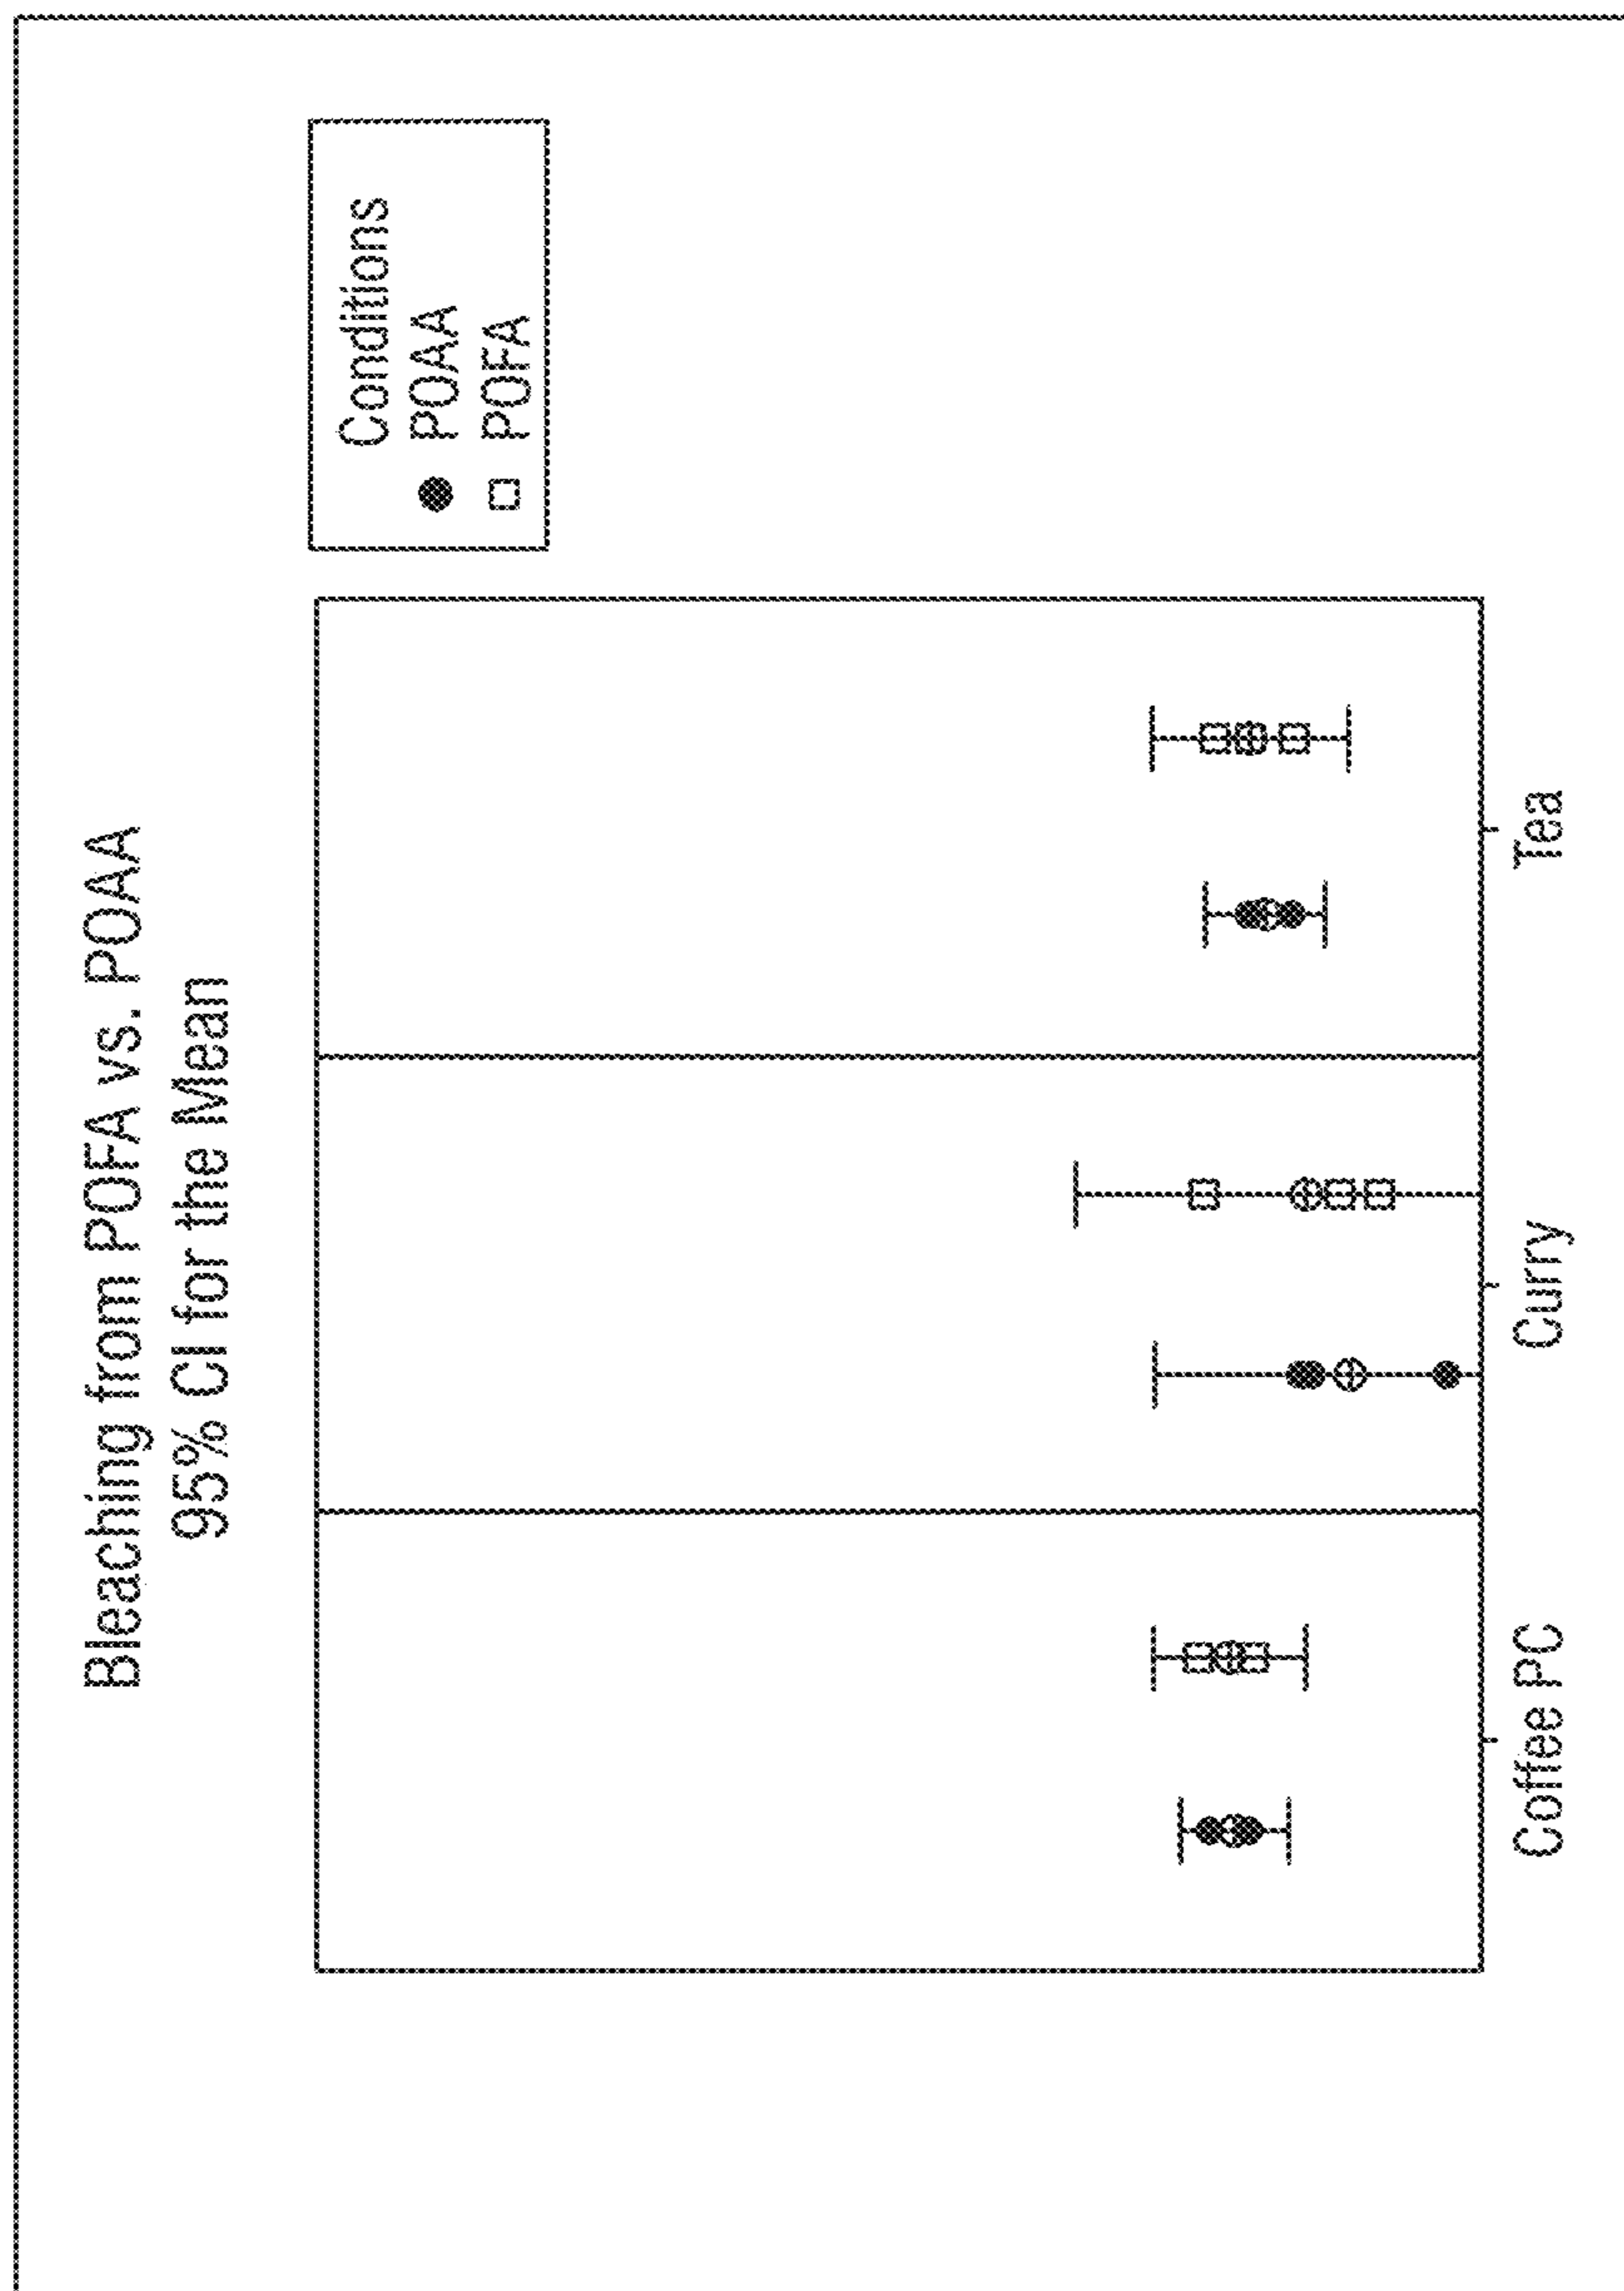 Bleaching from POFA vs. POAA
95% CI for the Mean
Conditions
POAA
POFA
Coffee PC
Curry
Tea